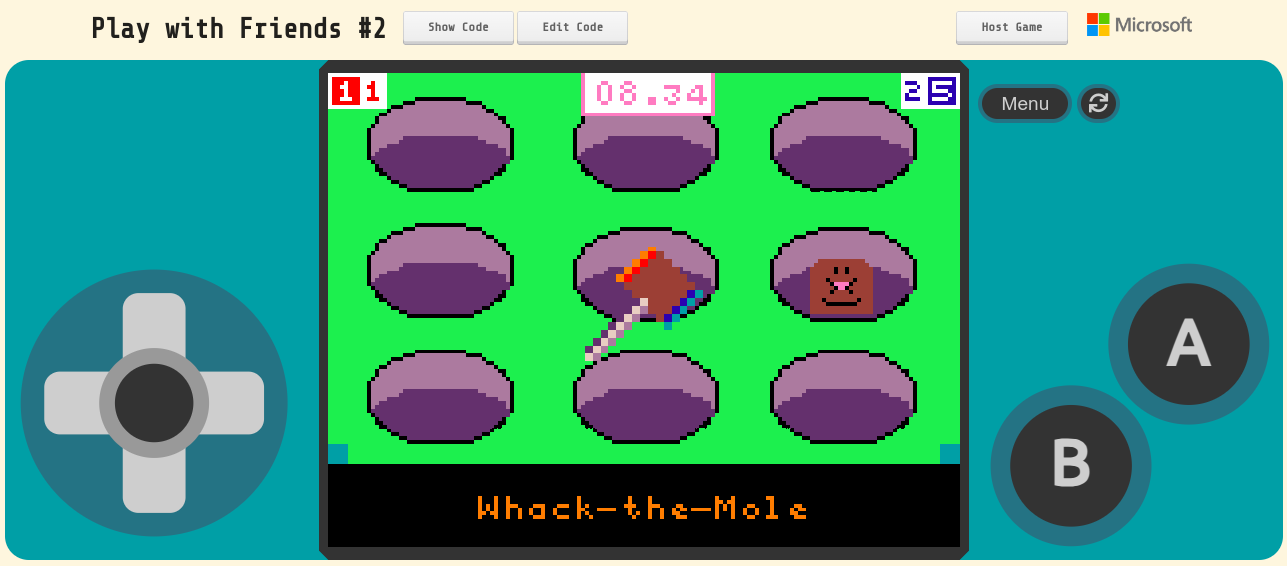 Play with Friends #2
Show Code
Edit Code
Host Game
Microsoft
1 1
08.34
2 5
Menu
A
B
Whack-the-Mole